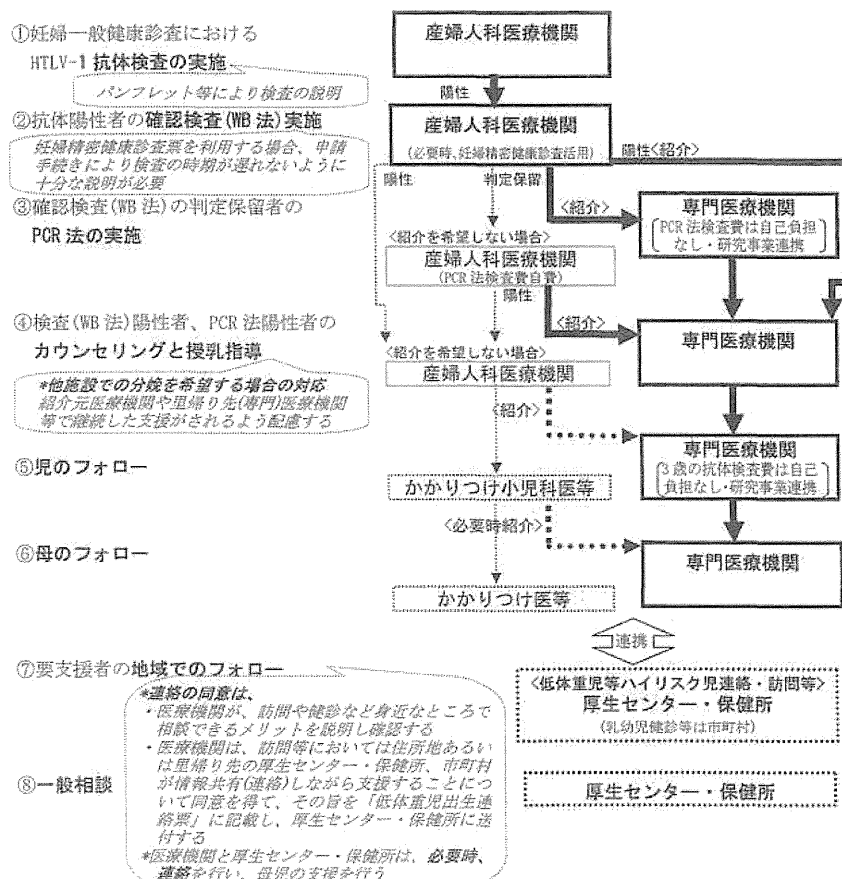 ①妊婦一般健康診査における
HTLV-1 抗体検査の実施
パンフレット等により検査の説明
産婦人科医療機関
陽性
②抗体陽性者の確認検査(WB 法)実施
妊婦精密健康診査票を利用する場合、申請
手続きにより検査の時期が遅れないように
十分な説明が必要
産婦人科医療機関
(必要時、妊婦精密健康診査活用)
陽性<紹介>
陽性
判定保留
<紹介>
③確認検査(WB 法)の判定保留者の
PCR 法の実施
<紹介を希望しない場合>
産婦人科医療機関
(PCR 法検査費自費)
専門医療機関
PCR 法検査費は自己負担
なし・研究事業連携
陽性
<紹介>
④検査(WB 法)陽性者、PCR 法陽性者の
カウンセリングと授乳指導
*他施設での分娩を希望する場合の対応
紹介元医療機関や里帰り先(専門)医療機関
等で継続した支援がされるよう配慮する
<紹介を希望しない場合>
産婦人科医療機関
専門医療機関
<紹介>
⑤児のフォロー
かかりつけ小児科医等
専門医療機関
3 歳の抗体検査費は自己
負担なし・研究事業連携
<必要時紹介>
⑥母のフォロー
かかりつけ医等
専門医療機関
連携
⑦要支援者の地域でのフォロー
*連絡の同意は、
・医療機関が、訪問や健診など身近なところで
相談できるメリットを説明し確認する
・医療機関は、訪問等においては住所地あるい
は里帰り先の厚生センター・保健所、市町村
が情報共有(連絡)しながら支援することにつ
いて同意を得て、その旨を「低体重児出生連
絡票」に記載し、厚生センター・保健所に送
付する
*医療機関と厚生センター・保健所は、必要時、
連絡を行い、母児の支援を行う
<低体重児等ハイリスク児連絡・訪問等>
厚生センター・保健所
(乳幼児健診等は市町村)
⑧一般相談
厚生センター・保健所